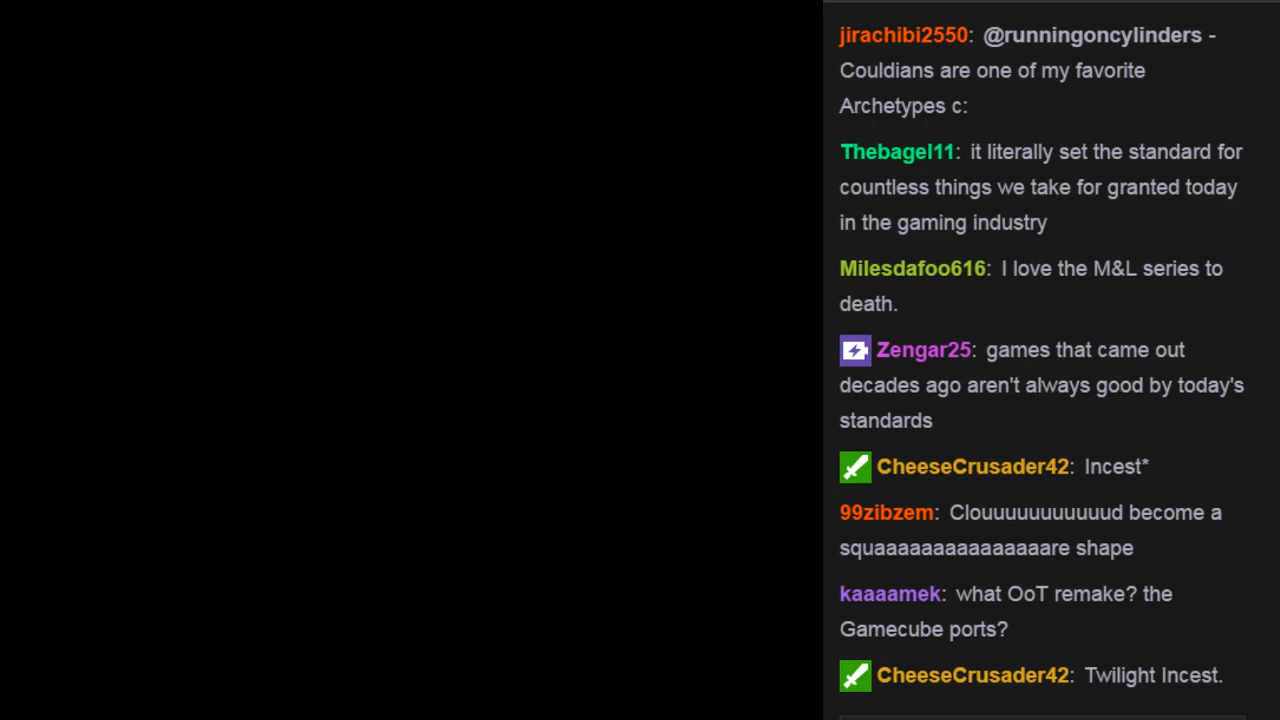 jirachibi2550: @runningoncylinders -
Couldians are one of my favorite
Archetypes c:
Thebagel11: it literally set the standard for
countless things we take for granted today
in the gaming industry
Milesdafoo616: I love the M&L series to
death.
Zengar25: games that came out
decades ago aren't always good by today's
standards
CheeseCrusader42: Incest*
99zibzem: Clouuuuuuuuuuud become a
squaaaaaaaaaaaaaare shape
kaaaamek: what OoT remake? the
Gamecube ports?
CheeseCrusader42: Twilight Incest.